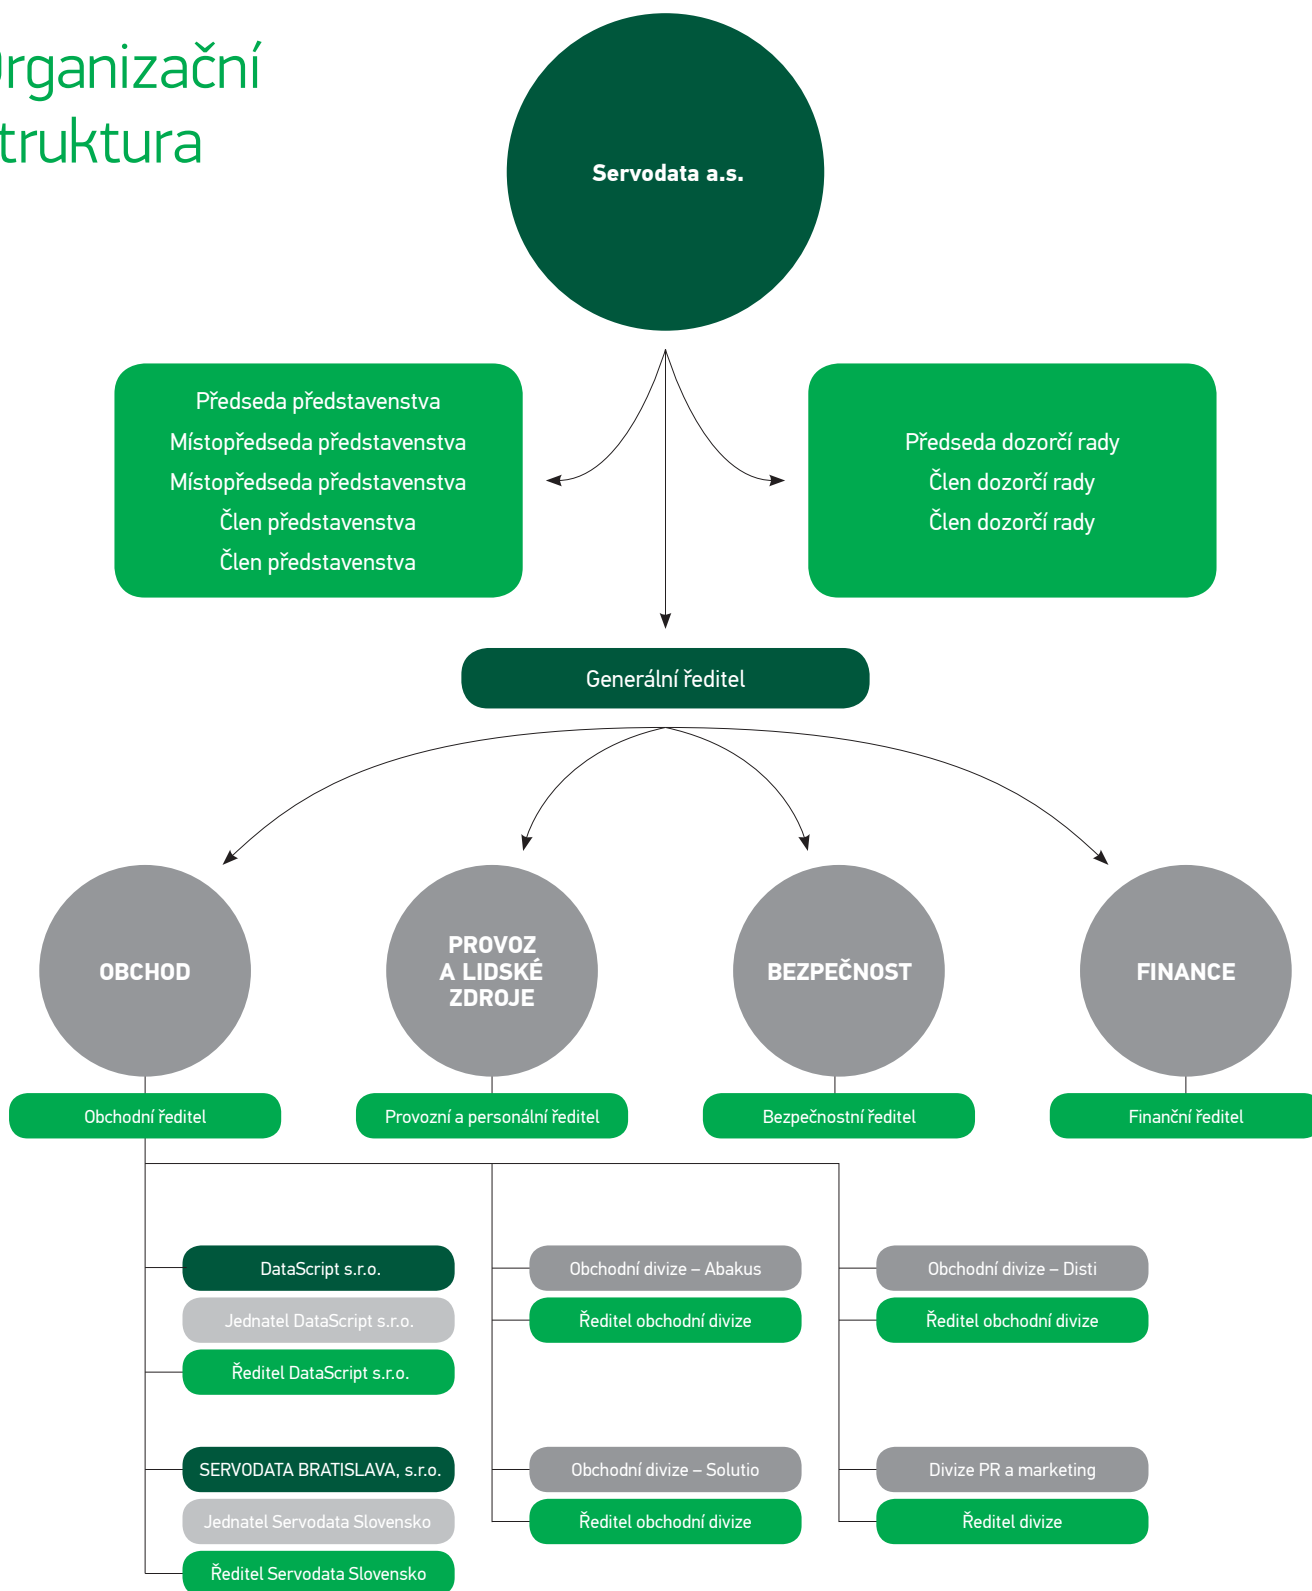 Organizační
truktura
Servodata a.s.
Předseda představenstva
Místopředseda představenstva
Místopředseda představenstva
Člen představenstva
Člen představenstva
Předseda dozorčí rady
Člen dozorčí rady
Člen dozorčí rady
Generální ředitel
OBCHOD
PROVOZ
A LIDSKÉ
ZDROJE
BEZPEČNOST
FINANCE
Obchodní ředitel
Provozní a personální ředitel
Bezpečnostní ředitel
Finanční ředitel
DataScript s.r.o.
Jednatel DataScript s.r.o.
Ředitel DataScript s.r.o.
Obchodní divize – Abakus
Ředitel obchodní divize
Obchodní divize – Disti
Ředitel obchodní divize
SERVODATA BRATISLAVA, s.r.o.
Jednatel Servodata Slovensko
Ředitel Servodata Slovensko
Obchodní divize – Solutio
Ředitel obchodní divize
Divize PR a marketing
Ředitel divize